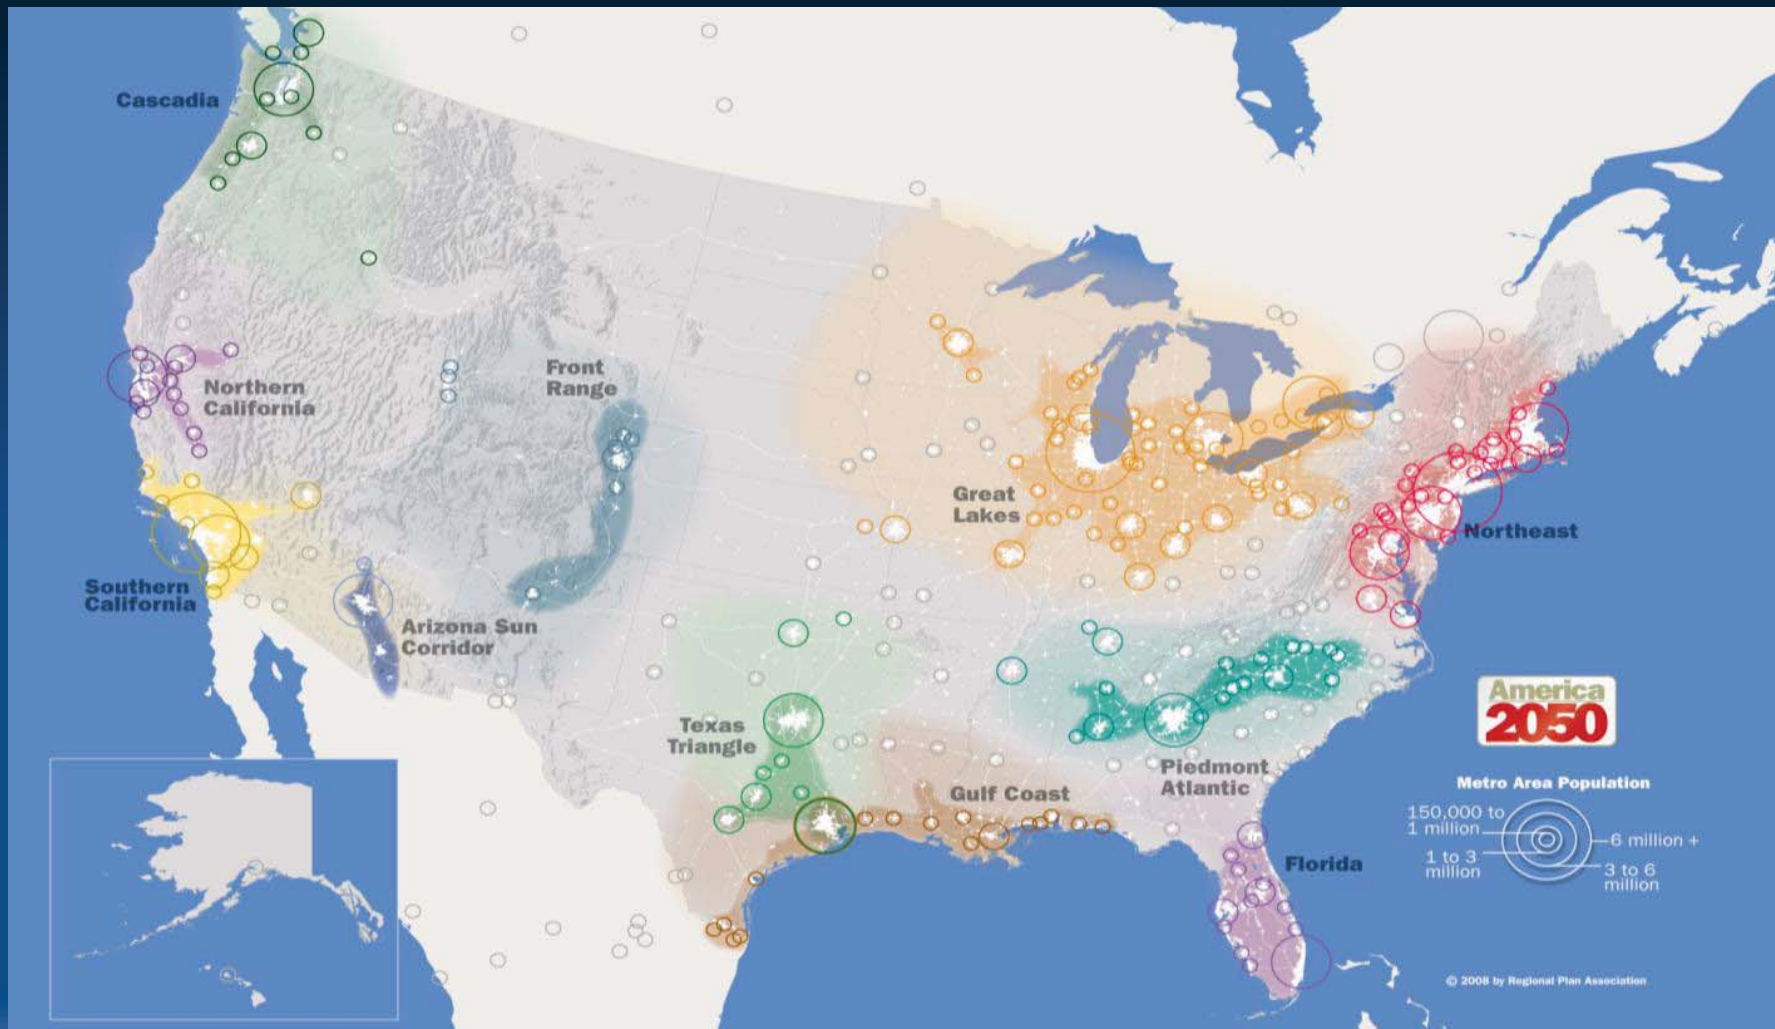 Cascadia
Northern
California
Front
Range
Great
Lakes
Northeast
Southern
California
Arizona Sun
Corridor
Texas
Triangle
Gulf Coast
Piedmont
Atlantic
Florida
America
2050
Metro Area Population
150,000 to
1 million
6 million +
1 to 3
million
3 to 6
million
© 2008 by Regional Plan Association